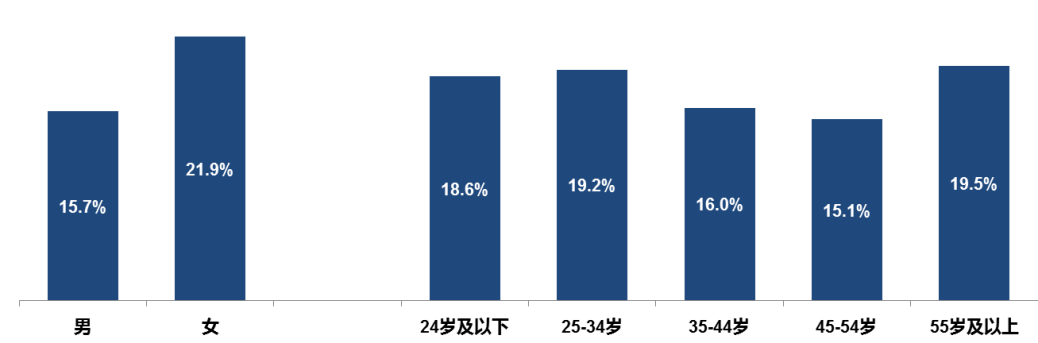 15.7%
21.9%
18.6%
19.2%
16.0%
15.1%
19.5%
男
女
24岁及以下
25-34岁
35-44岁
45-54岁
55岁及以上